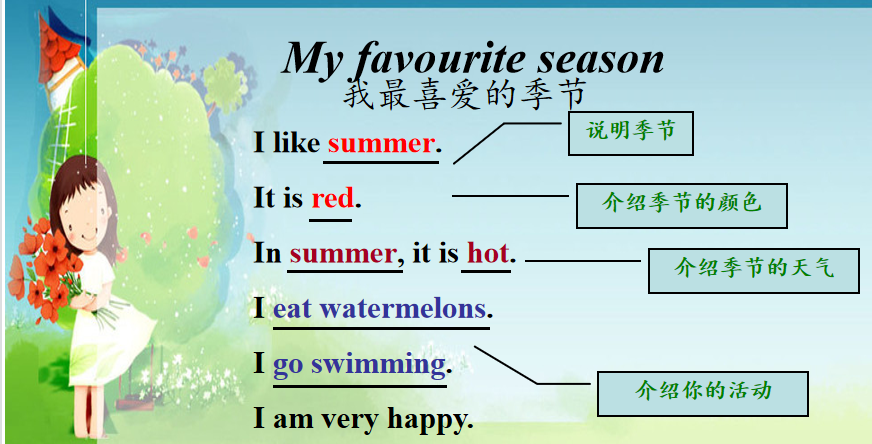 My favourite season
我最喜爱的季节
I like summer.
说明季节
It is red.
介绍季节的颜色
In summer, it is hot.
介绍季节的天气
I eat watermelons.
I go swimming.
介绍你的活动
I am very happy.